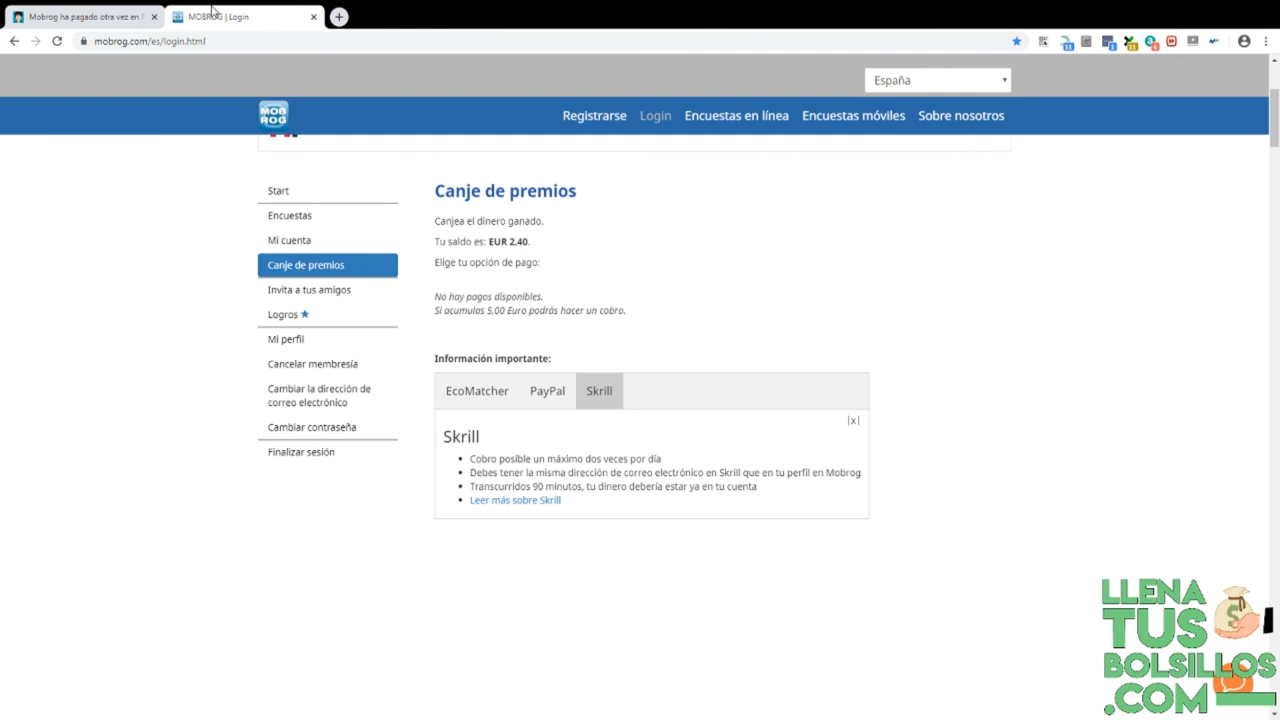 Mobrog ha pagado otra vez en P
MOBROG | Login
mobrog.com/es/login.html
España
MOB
ROG
Registrarse
Login
Encuestas en línea
Encuestas móviles
Sobre nosotros
Start
Encuestas
Mi cuenta
Canje de premios
Invita a tus amigos
Logros
Mi perfil
Cancelar membresía
Cambiar la dirección de
correo electrónico
Cambiar contraseña
Finalizar sesión
Canje de premios
Canjea el dinero ganado.
Tu saldo es: EUR 2.40.
Elige tu opción de pago:
No hay pagos disponibles.
Si acumulas 5,00 Euro podrás hacer un cobro.
Información importante:
EcoMatcher
PayPal
Skrill
|x|
Skrill
Cobro posible un máximo dos veces por día
Debes tener la misma dirección de correo electrónico en Skrill que en tu perfil en Mobrog
Transcurridos 90 minutos, tu dinero debería estar ya en tu cuenta
Leer más sobre Skrill
LLENA
TUS
BOLSILLOS
.COM